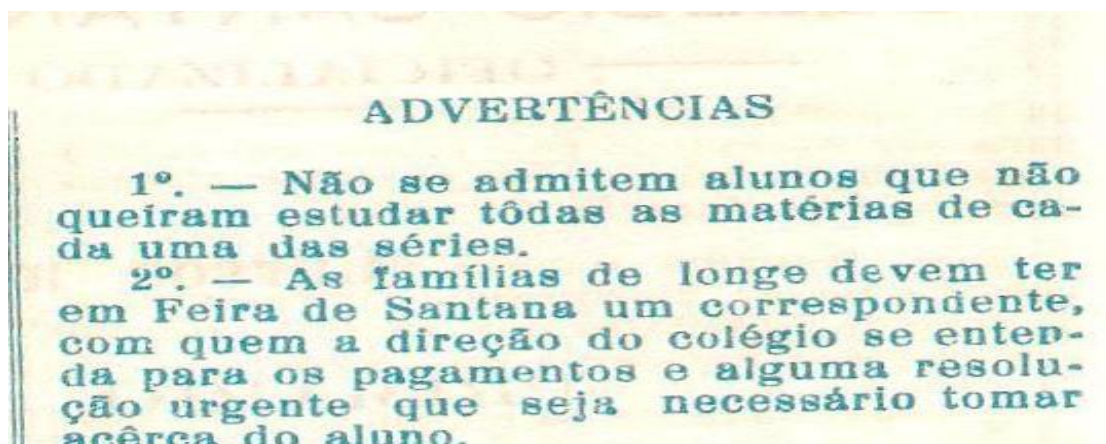 ADVERTÊNCIAS
1º. — Não se admitem alunos que não
queiram estudar tôdas as matérias de ca-
da uma das séries.
2º. — As famílias de longe devem ter
em Feira de Santana um correspondente,
com quem a direção do colégio se enten-
da para os pagamentos e alguma resolu-
ção urgente que seja necessário tomar
acêrca do aluno.